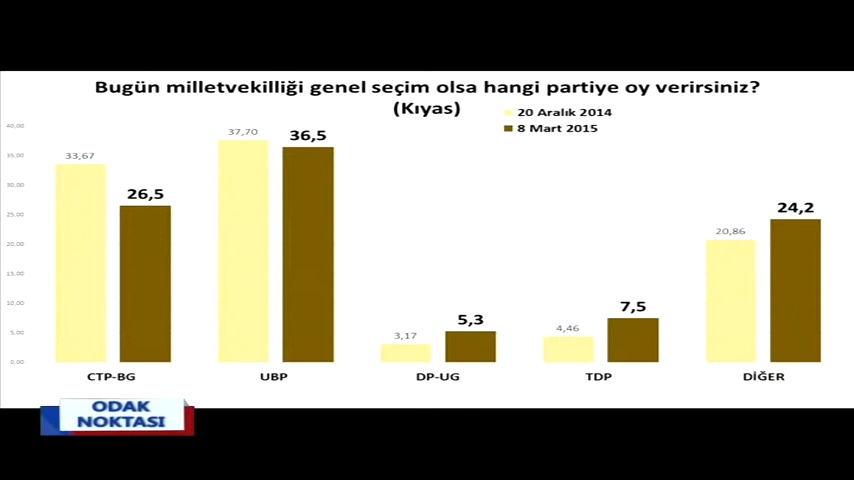 Bugün milletvekilliği genel seçim olsa hangi partiye oy verirsiniz?
(Kıyas)
20 Aralık 2014
8 Mart 2015
40,00
35,00
30,00
25,00
20,00
15,00
10,00
5,00
0,00
33,67
26,5
37,70
36,5
3,17
5,3
4,46
7,5
20,86
24,2
CTP-BG
UBP
DP-UG
TDP
DİĞER
ODAK
NOKTASI